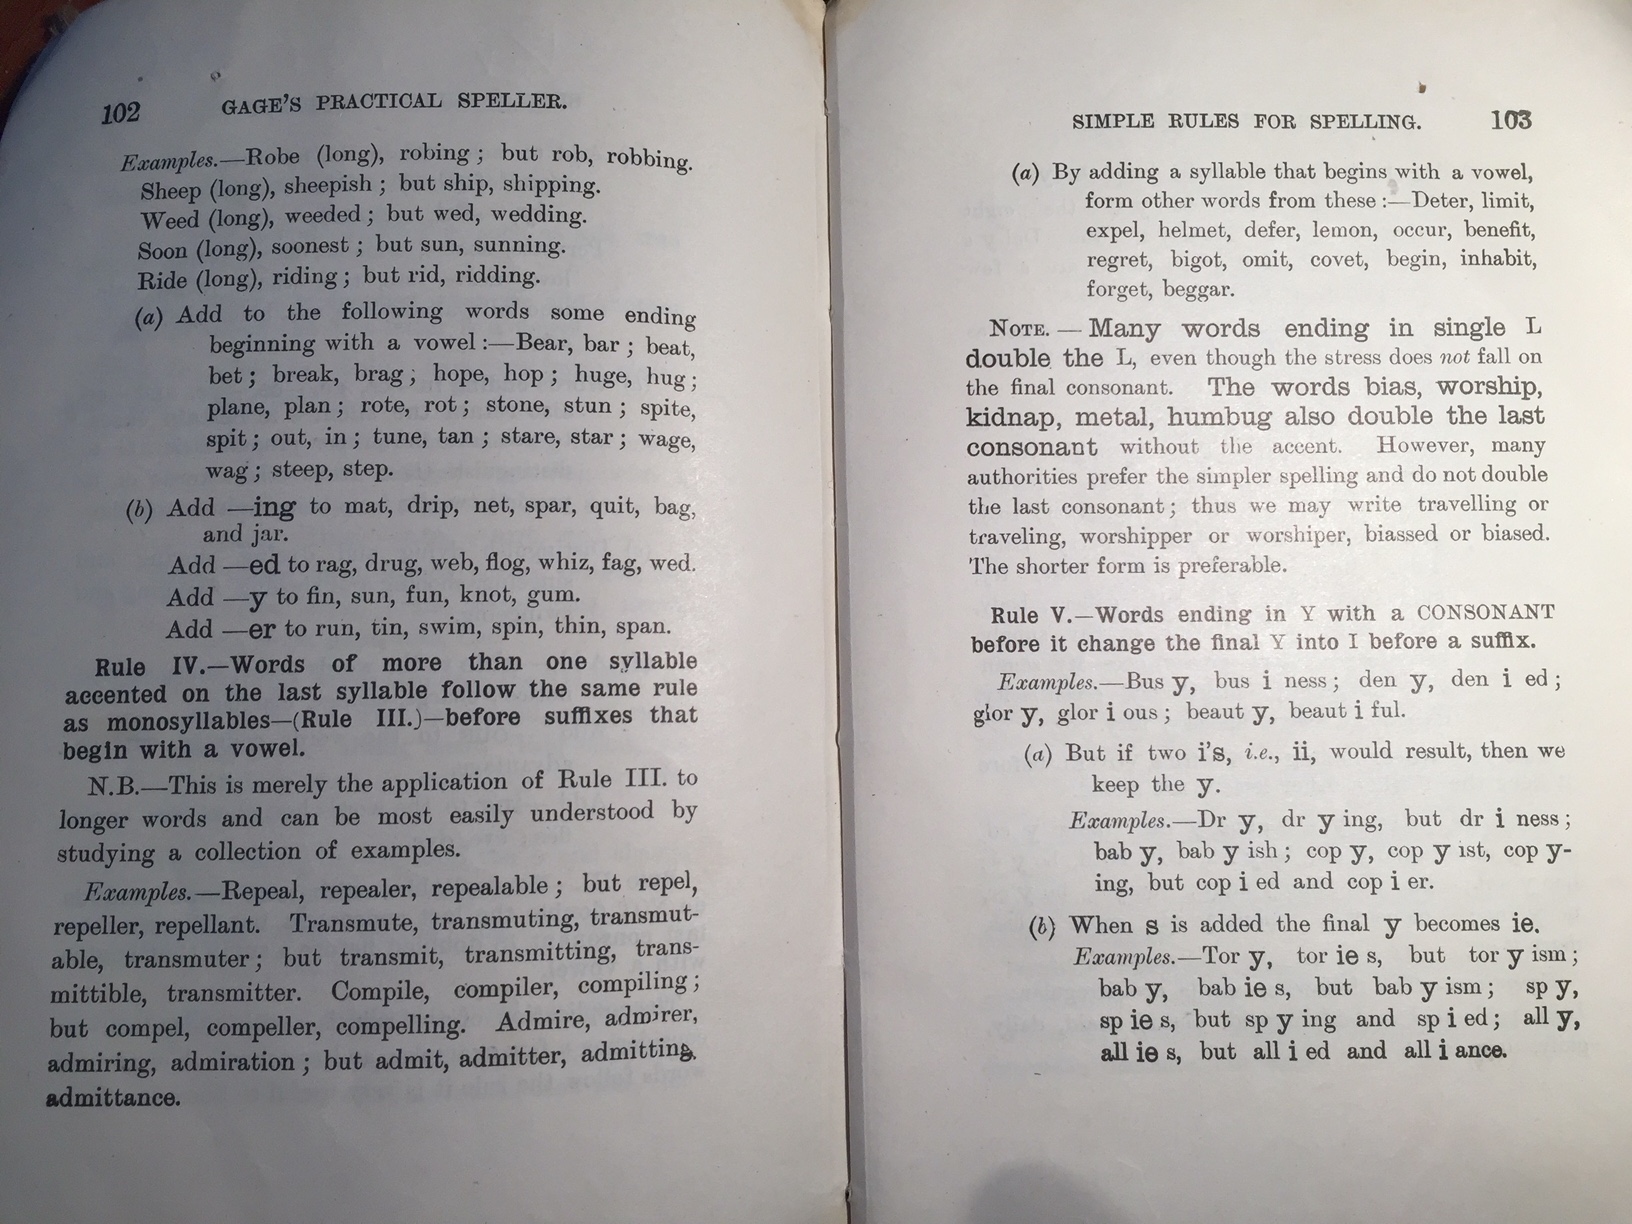 102 GAGE'S PRACTICAL SPELLER.
Examples.—Robe (long), robing ; but rob, robbing.
Sheep (long), sheepish ; but ship, shipping.
Weed (long), weeded ; but wed, wedding.
Soon (long), soonest ; but sun, sunning.
Ride (long), riding ; but rid, ridding.
(a) Add to the following words some ending
beginning with a vowel :—Bear, bar ; beat,
bet ; break, brag ; hope, hop ; huge, hug ;
plane, plan ; rote, rot ; stone, stun ; spite,
spit ; out, in ; tune, tan ; stare, star ; wage,
wag ; steep, step.
(b) Add —ing to mat, drip, net, spar, quit, bag,
and jar.
Add —ed to rag, drug, web, flog, whiz, fag, wed.
Add —y to fin, sun, fun, knot, gum.
Add —er to run, tin, swim, spin, thin, span.
Rule IV.—Words of more than one syllable
accented on the last syllable follow the same rule
as monosyllables—(Rule III.)—before suffixes that
begin with a vowel.
N.B.—This is merely the application of Rule III. to
longer words and can be most easily understood by
studying a collection of examples.
Examples.—Repeal, repealer, repealable ; but repel,
repeller, repellant. Transmute, transmuting, transmut-
able, transmuter ; but transmit, transmitting, trans-
mittible, transmitter. Compile, compiler, compiling ;
but compel, compeller, compelling. Admire, admirer,
admiring, admiration ; but admit, admitter, admitting,
admittance.
SIMPLE RULES FOR SPELLING. 103
(a) By adding a syllable that begins with a vowel,
form other words from these :—Deter, limit,
expel, helmet, defer, lemon, occur, benefit,
regret, bigot, omit, covet, begin, inhabit,
forget, beggar.
NOTE. — Many words ending in single L
double the L, even though the stress does not fall on
the final consonant. The words bias, worship,
kidnap, metal, humbug also double the last
consonant without the accent. However, many
authorities prefer the simpler spelling and do not double
the last consonant ; thus we may write travelling or
traveling, worshipper or worshiper, biassed or biased.
The shorter form is preferable.
Rule V.—Words ending in Y with a CONSONANT
before it change the final Y into I before a suffix.
Examples.—Bus y, bus i ness ; den y, den i ed ;
glor y, glor i ous ; beaut y, beaut i ful.
(a) But if two i's, i.e., ii, would result, then we
keep the y.
Examples.—Dr y, dr y ing, but dr i ness ;
bab y, bab y ish ; cop y, cop y ist, cop y-
ing, but cop i ed and cop i er.
(b) When s is added the final y becomes ie.
Examples.—Tor y, tor ie s, but tor y ism ;
bab y, bab ie s, but bab y ism ; sp y,
sp ie s, but sp y ing and sp i ed ; all y,
all ie s, but all i ed and all i ance.